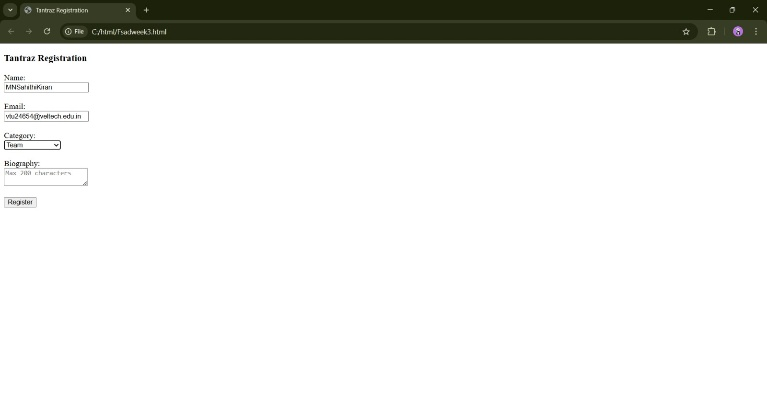 Tantraz Registration
File
C:/html/Fsadweek3.html
Tantraz Registration
Name:
MNSahithiKiran
Email:
vtu24654@veltech.edu.in
Category:
Team
Biography:
Max 200 characters
Register